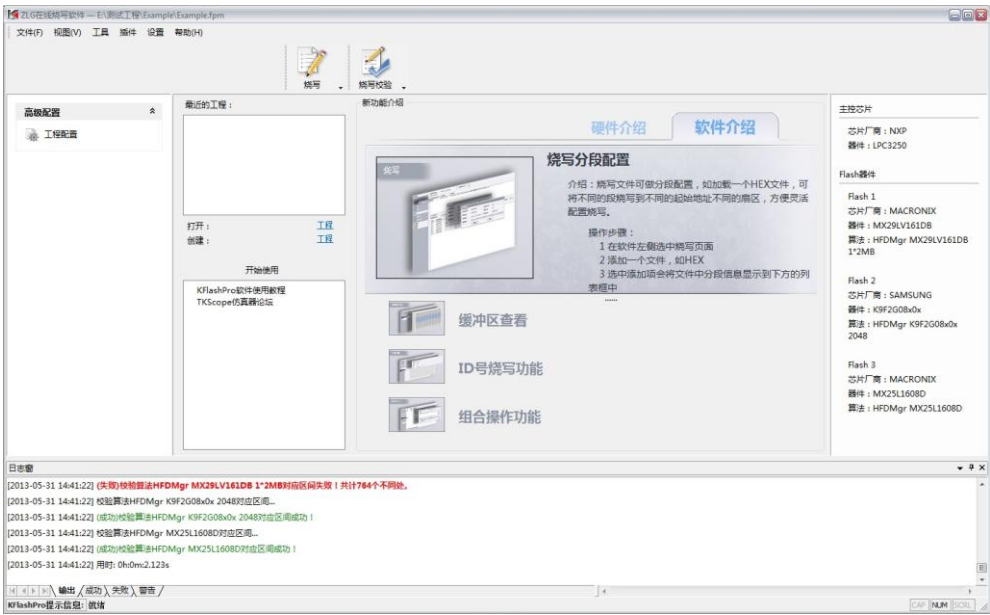 ZLG在线烧写软件 — E:\测试工程\Example\Example.fpm
文件(F) 视图(V) 工具 插件 设置 帮助(H)
烧写 烧写校验
高级配置
工程配置
最近的工程：
打开： 工程
创建： 工程
开始使用
KFlashPro软件使用教程
TKScope仿真器论坛
新功能介绍
硬件介绍 软件介绍
烧写
烧写分段配置
介绍：烧写文件可做分段配置，如加载一个HEX文件，可
将不同的段烧写到不同的起始地址不同的扇区，方便灵活
配置烧写。
操作步骤：
1 在软件左侧选中烧写页面
2 添加一个文件，如HEX
3 选中添加项会将文件中分段信息显示到下方的列
表框中
......
缓冲区查看
ID号烧写功能
组合操作功能
主控芯片
芯片厂商：NXP
器件：LPC3250
Flash器件
Flash 1
芯片厂商：MACRONIX
器件：MX29LV161DB
算法：HFDMgr MX29LV161DB
1*2MB
Flash 2
芯片厂商：SAMSUNG
器件：K9F2G08x0x
算法：HFDMgr K9F2G08x0x
2048
Flash 3
芯片厂商：MACRONIX
器件：MX25L1608D
算法：HFDMgr MX25L1608D
日志窗
[2013-05-31 14:41:22] (失败)校验算法HFDMgr MX29LV161DB 1*2MB对应区间失败！共计764个不同处。
[2013-05-31 14:41:22] 校验算法HFDMgr K9F2G08x0x 2048对应区间...
[2013-05-31 14:41:22] (成功)校验算法HFDMgr K9F2G08x0x 2048对应区间成功！
[2013-05-31 14:41:22] 校验算法HFDMgr MX25L1608D对应区间...
[2013-05-31 14:41:22] (成功)校验算法HFDMgr MX25L1608D对应区间成功！
[2013-05-31 14:41:22] 用时: 0h:0m:2.123s
输出 成功 失败 警告
KFlashPro提示信息: 就绪 CAP NUM SCRL